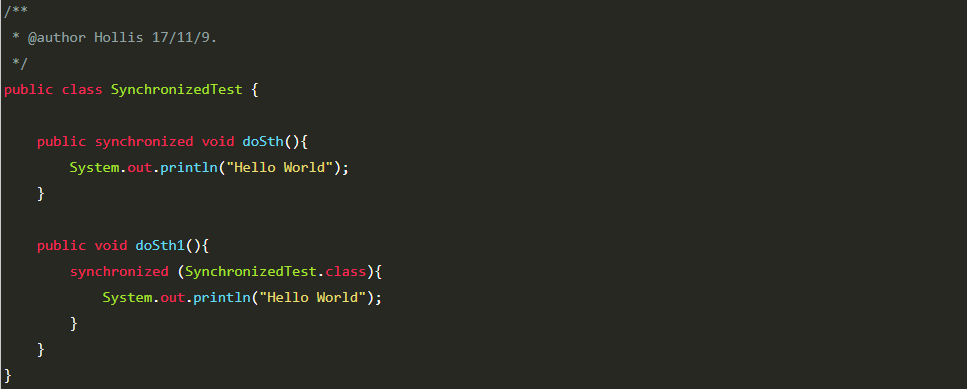 /**
 * @author Hollis 17/11/9.
 */
public class SynchronizedTest {

    public synchronized void doSth(){
        System.out.println("Hello World");
    }

    public void doSth1(){
        synchronized (SynchronizedTest.class){
            System.out.println("Hello World");
        }
    }
}